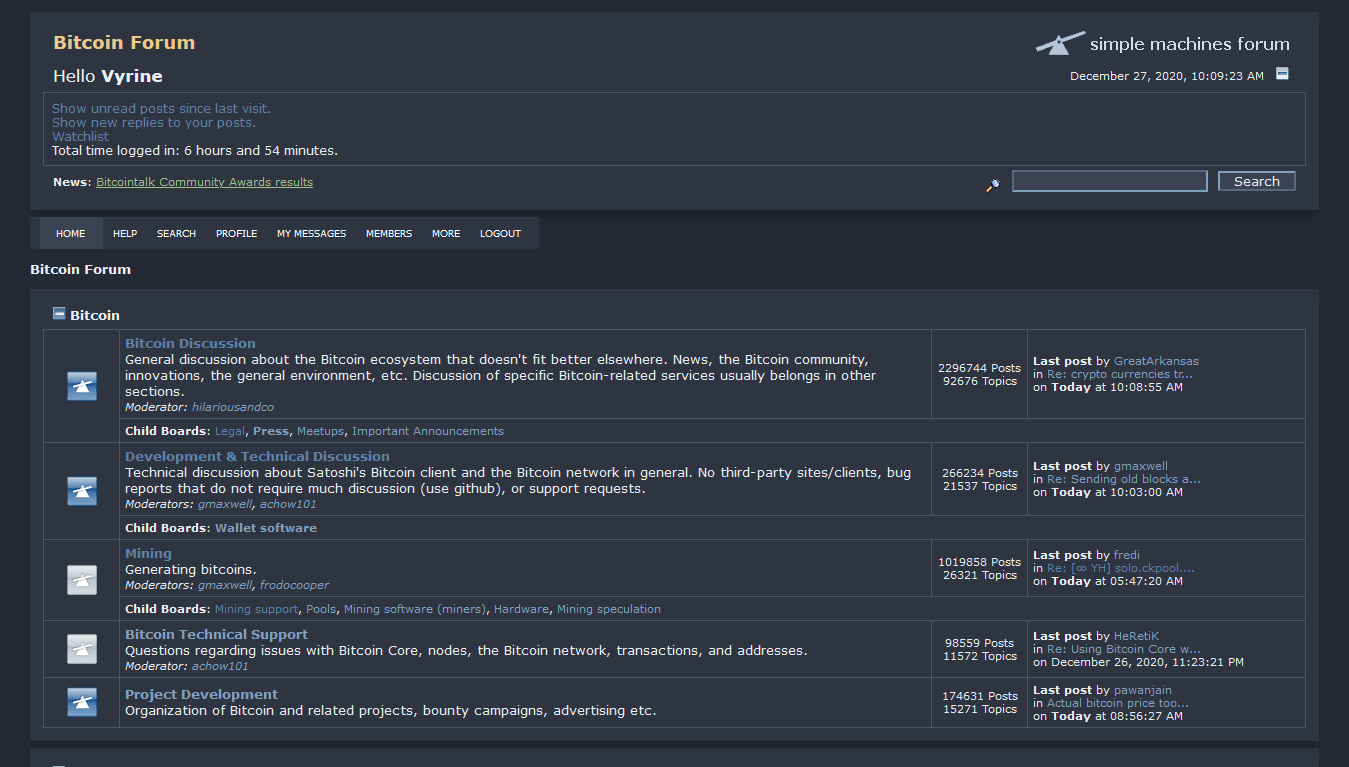 Bitcoin Forum
simple machines forum
Hello Vyrine
December 27, 2020, 10:09:23 AM
Show unread posts since last visit.
Show new replies to your posts.
Watchlist
Total time logged in: 6 hours and 54 minutes.
News: Bitcointalk Community Awards results
Search
HOME HELP SEARCH PROFILE MY MESSAGES MEMBERS MORE LOGOUT
Bitcoin Forum
Bitcoin
Bitcoin Discussion
General discussion about the Bitcoin ecosystem that doesn't fit better elsewhere. News, the Bitcoin community,
innovations, the general environment, etc. Discussion of specific Bitcoin-related services usually belongs in other
sections.
Moderator: hilariousandco
2296744 Posts
92676 Topics
Last post by GreatArkansas
in Re: crypto currencies tr...
on Today at 10:08:55 AM
Child Boards: Legal, Press, Meetups, Important Announcements
Development & Technical Discussion
Technical discussion about Satoshi's Bitcoin client and the Bitcoin network in general. No third-party sites/clients, bug
reports that do not require much discussion (use github), or support requests.
Moderators: gmaxwell, achow101
266234 Posts
21537 Topics
Last post by gmaxwell
in Re: Sending old blocks a...
on Today at 10:03:00 AM
Child Boards: Wallet software
Mining
Generating bitcoins.
Moderators: gmaxwell, frodocooper
1019858 Posts
26321 Topics
Last post by fredi
in Re: [∞ YH] solo.ckpool....
on Today at 05:47:20 AM
Child Boards: Mining support, Pools, Mining software (miners), Hardware, Mining speculation
Bitcoin Technical Support
Questions regarding issues with Bitcoin Core, nodes, the Bitcoin network, transactions, and addresses.
Moderator: achow101
98559 Posts
11572 Topics
Last post by HeRetiK
in Re: Using Bitcoin Core w...
on December 26, 2020, 11:23:21 PM
Project Development
Organization of Bitcoin and related projects, bounty campaigns, advertising etc.
174631 Posts
15271 Topics
Last post by pawanjain
in Actual bitcoin price too...
on Today at 08:56:27 AM